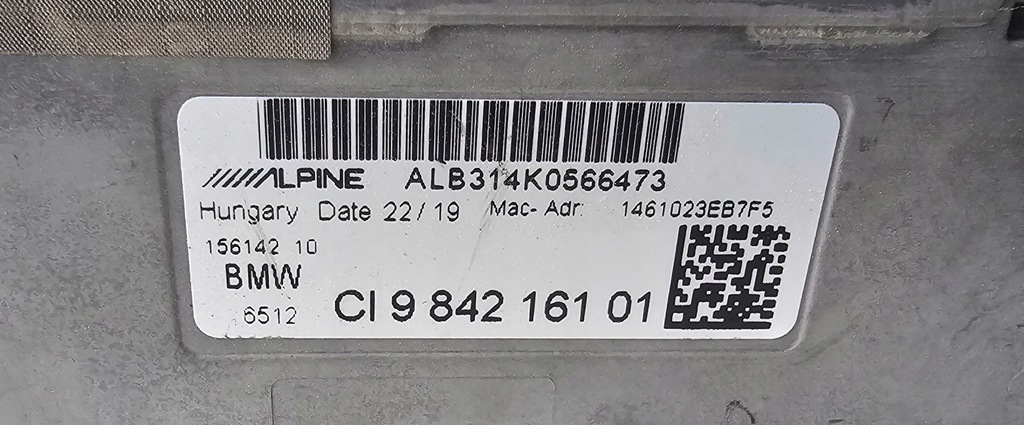 ALPINE ALB314K0566473
Hungary Date 22/19 Mac-Adr: 1461023EB7F5
156142 10
BMW
6512 CI 9 842 161 01